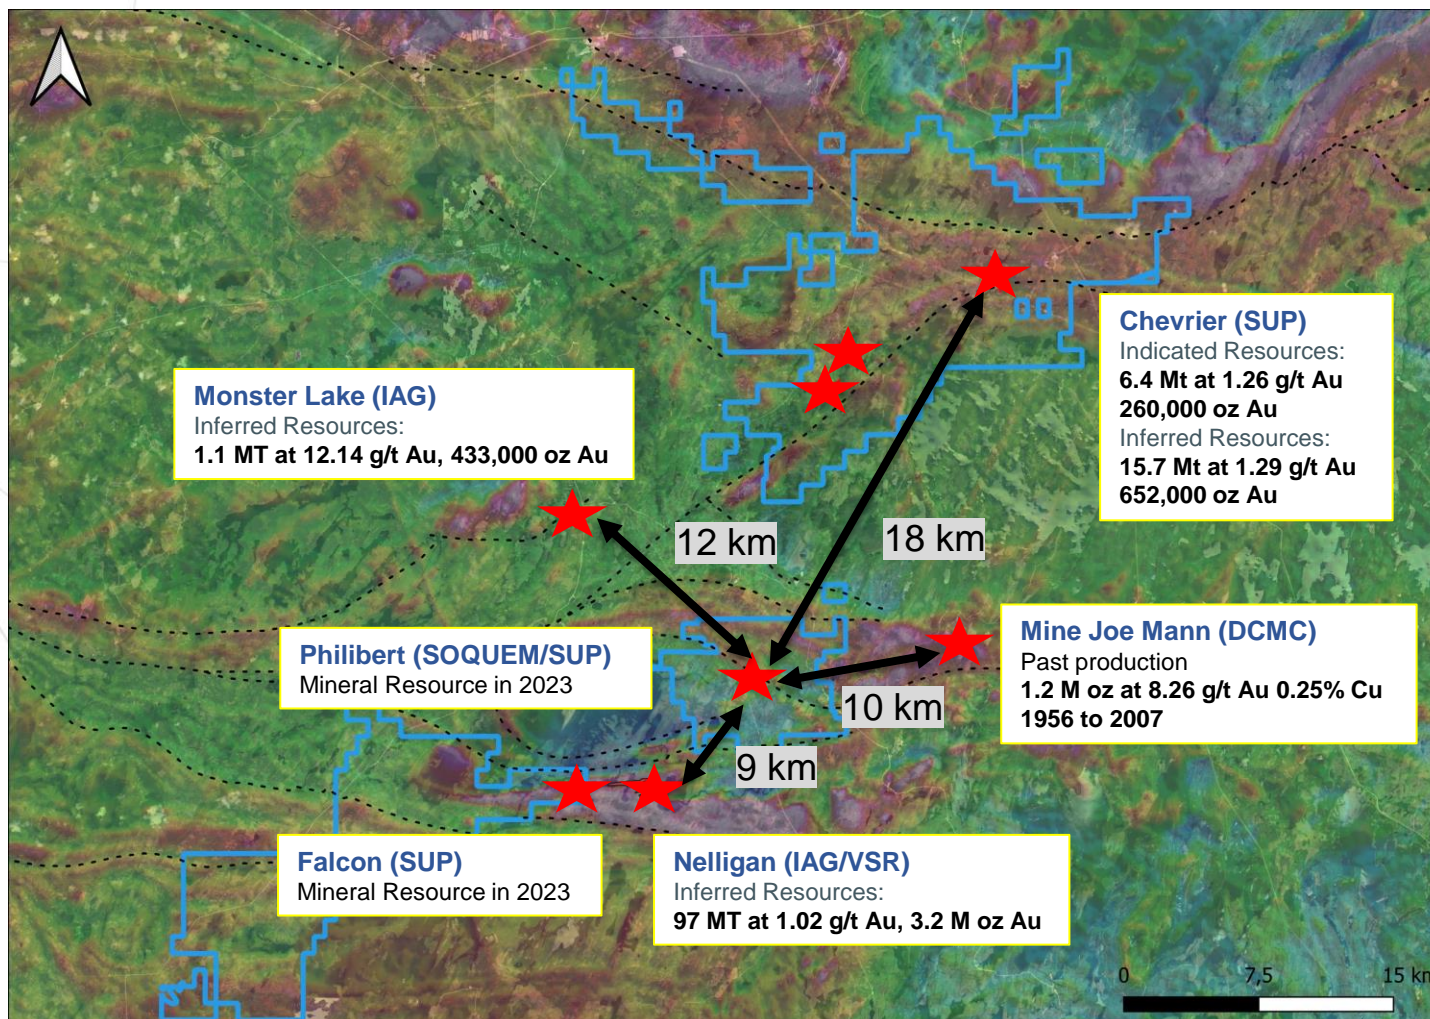 Chevrier (SUP)
Indicated Resources:
6.4 Mt at 1.26 g/t Au
260,000 oz Au
Inferred Resources:
15.7 Mt at 1.29 g/t Au
652,000 oz Au
Monster Lake (IAG)
Inferred Resources:
1.1 MT at 12.14 g/t Au, 433,000 oz Au
12 km
18 km
Philibert (SOQUEM/SUP)
Mineral Resource in 2023
Mine Joe Mann (DCMC)
Past production
1.2 M oz at 8.26 g/t Au 0.25% Cu
1956 to 2007
10 km
9 km
Falcon (SUP)
Mineral Resource in 2023
Nelligan (IAG/VSR)
Inferred Resources:
97 MT at 1.02 g/t Au, 3.2 M oz Au
0 7,5 15 km